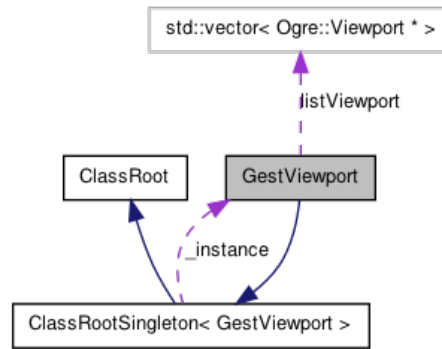 std::vector< Ogre::Viewport * >
listViewport
ClassRoot
GestViewport
_instance
ClassRootSingleton< GestViewport >